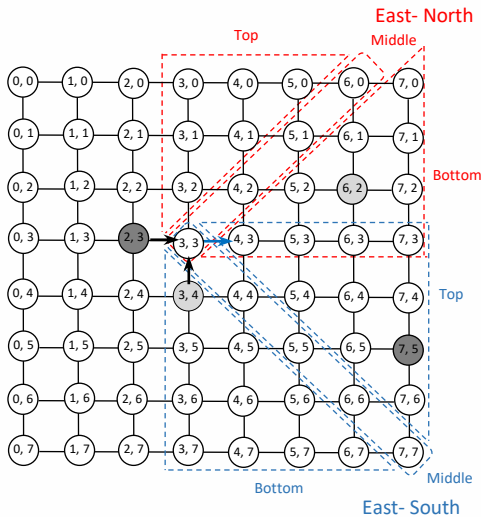 East- North
Top
Middle
0, 0 1, 0 2, 0 3, 0 4, 0 5, 0 6, 0 7, 0
0, 1 1, 1 2, 1 3, 1 4, 1 5, 1 6, 1 7, 1
Bottom
0, 2 1, 2 2, 2 3, 2 4, 2 5, 2 6, 2 7, 2
0, 3 1, 3 2, 3 3, 3 4, 3 5, 3 6, 3 7, 3
Top
0, 4 1, 4 2, 4 3, 4 4, 4 5, 4 6, 4 7, 4
0, 5 1, 5 2, 5 3, 5 4, 5 5, 5 6, 5 7, 5
0, 6 1, 6 2, 6 3, 6 4, 6 5, 6 6, 6 7, 6
0, 7 1, 7 2, 7 3, 7 4, 7 5, 7 6, 7 7, 7
Middle
Bottom
East- South